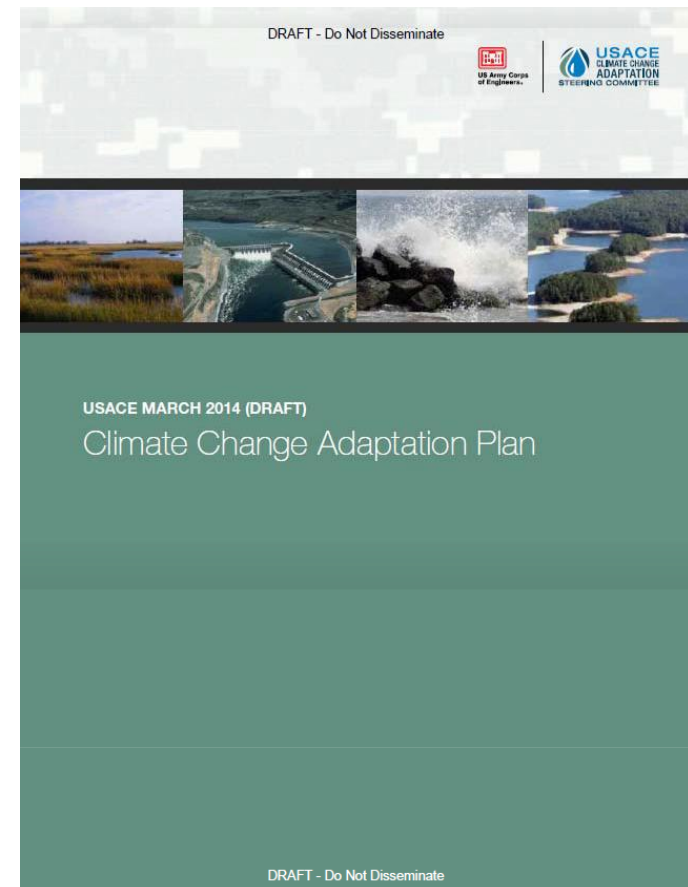 DRAFT - Do Not Disseminate
US Army Corps
of Engineers.
USACE
CLIMATE CHANGE
ADAPTATION
STEERING COMMITTEE
USACE MARCH 2014 (DRAFT)
Climate Change Adaptation Plan
DRAFT - Do Not Disseminate